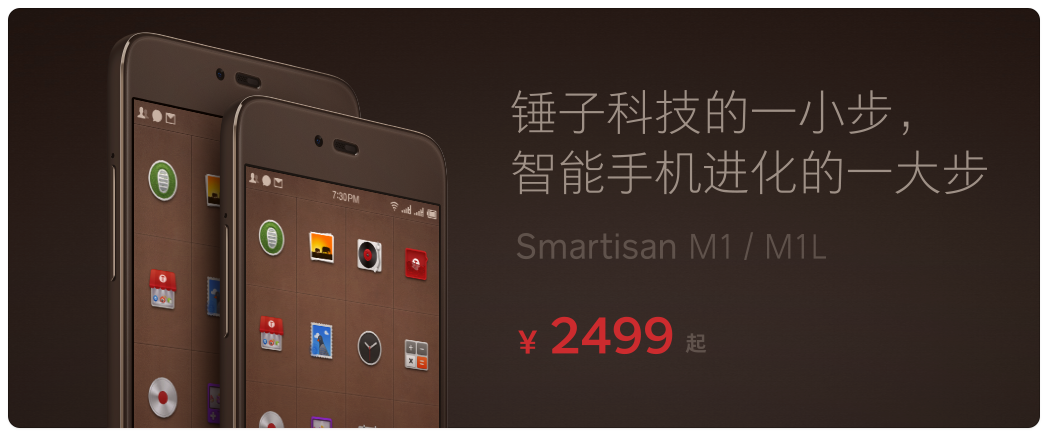 锤子科技的一小步，
智能手机进化的一大步
Smartisan M1 / M1L
¥ 2499 起
7:30PM